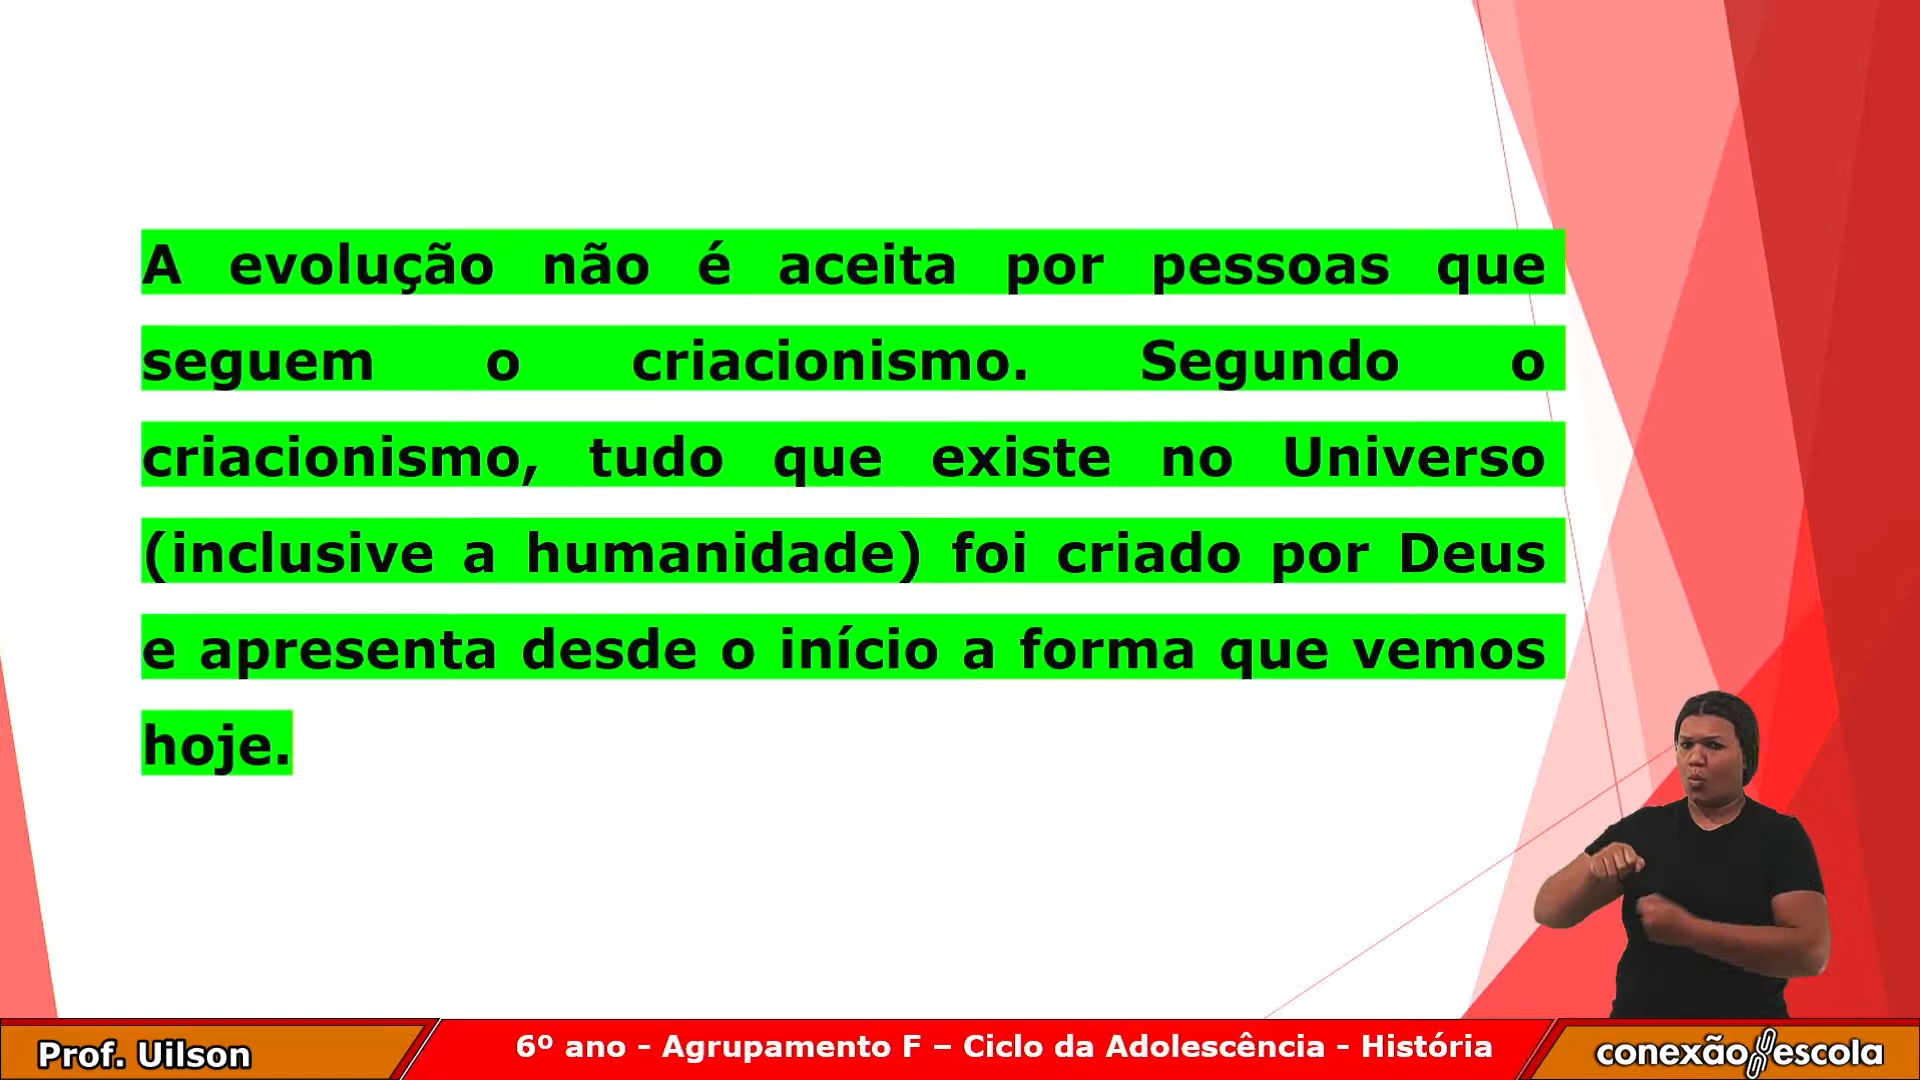 A evolução não é aceita por pessoas que
seguem o criacionismo. Segundo o
criacionismo, tudo que existe no Universo
(inclusive a humanidade) foi criado por Deus
e apresenta desde o início a forma que vemos
hoje.
Prof. Uilson
6º ano - Agrupamento F – Ciclo da Adolescência - História
conexão escola